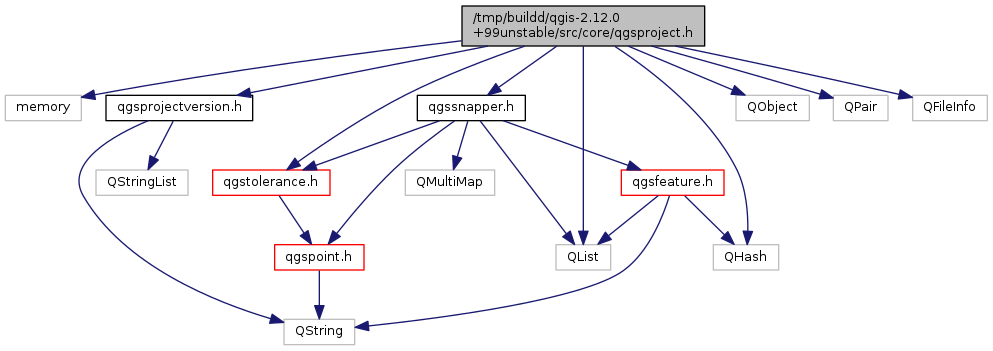 /tmp/buildd/qgis-2.12.0
+99unstable/src/core/qgsproject.h
memory
qgsprojectversion.h
qgssnapper.h
QObject
QPair
QFileInfo
QStringList
qgstolerance.h
QMultiMap
qgsfeature.h
qgspoint.h
QList
QHash
QString